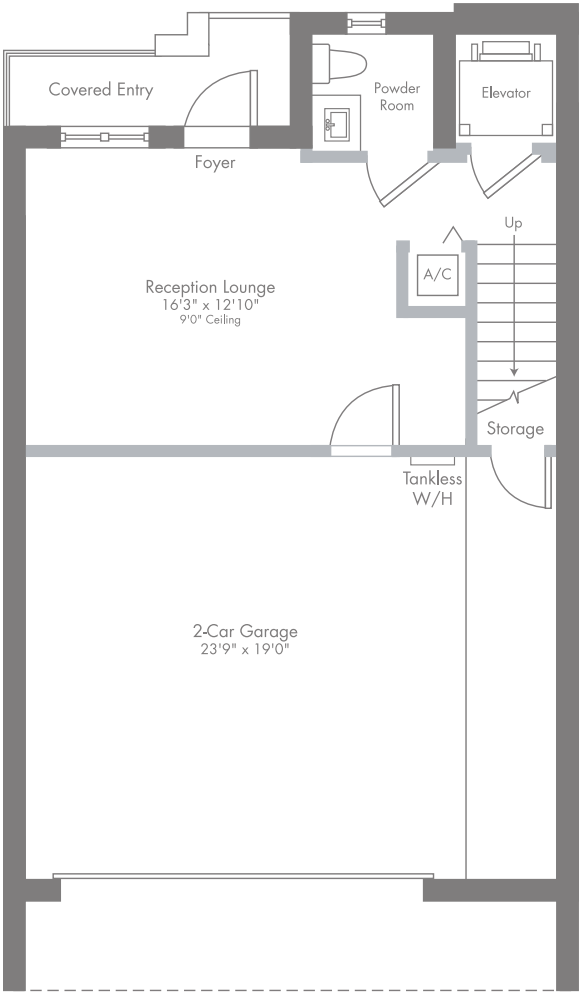 Covered Entry
Powder
Room
Elevator
Foyer
Up
A/C
Reception Lounge
16'3" x 12'10"
9'0" Ceiling
Storage
Tankless
W/H
2-Car Garage
23'9" x 19'0"